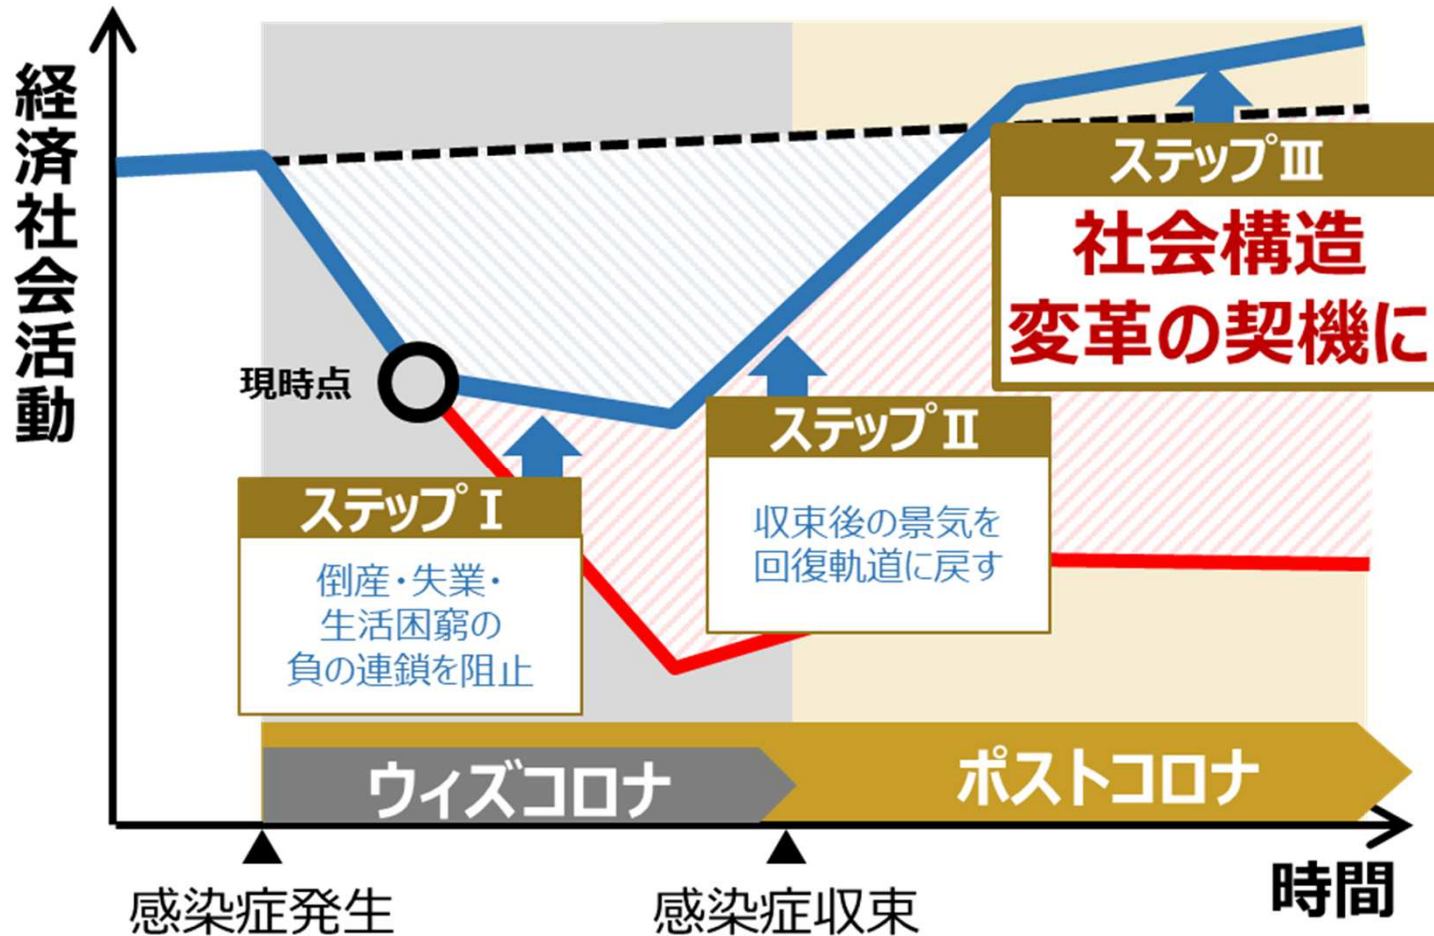 経済社会活動
ステップⅢ
社会構造
変革の契機に
現時点
ステップⅡ
収束後の景気を
回復軌道に戻す
ステップⅠ
倒産・失業・
生活困窮の
負の連鎖を阻止
ウィズコロナ
ポストコロナ
感染症発生
感染症収束
時間